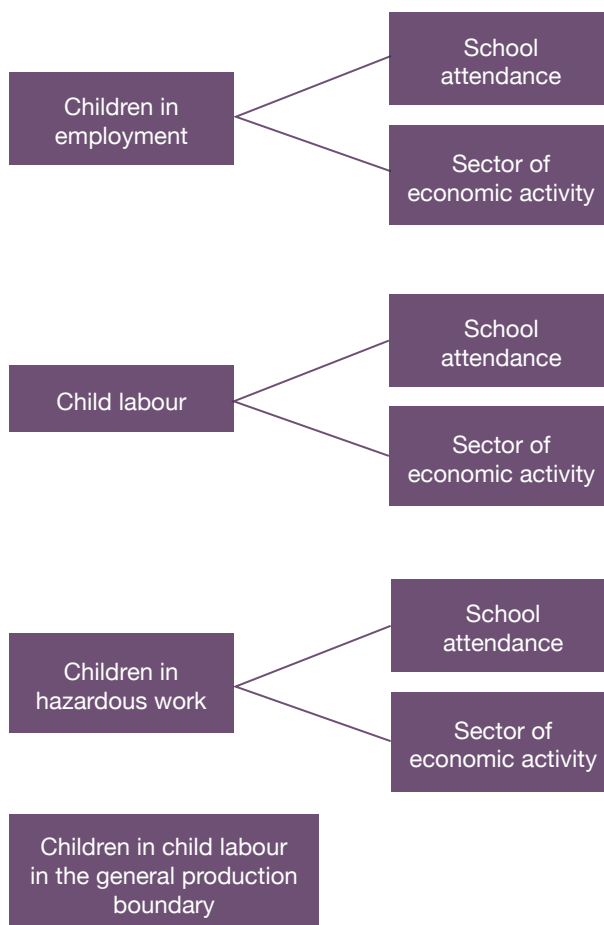 Children in
employment
School
attendance
Sector of
economic activity
Child labour
School
attendance
Sector of
economic activity
Children in
hazardous work
School
attendance
Sector of
economic activity
Children in child labour
in the general production
boundary